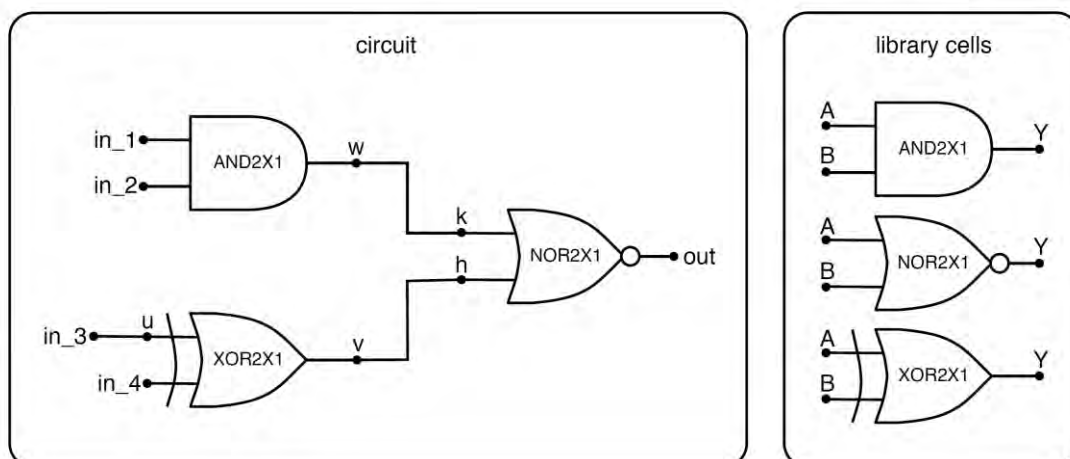 circuit
in_1
in_2
AND2X1
w
k
h
NOR2X1
out
in_3
u
in_4
XOR2X1
v
library cells
A
B
AND2X1
Y
A
B
NOR2X1
Y
A
B
XOR2X1
Y